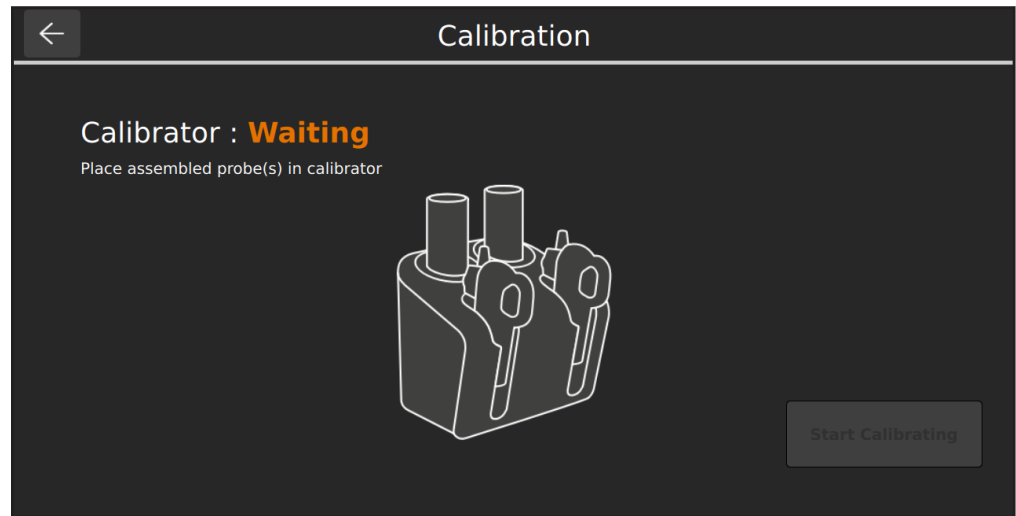 Calibration
Calibrator : Waiting
Place assembled probe(s) in calibrator
Start Calibrating